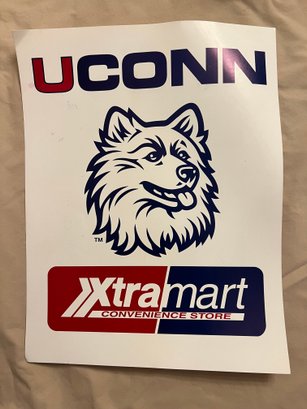 UCONN
TM
Xtramart
CONVENIENCE STORE